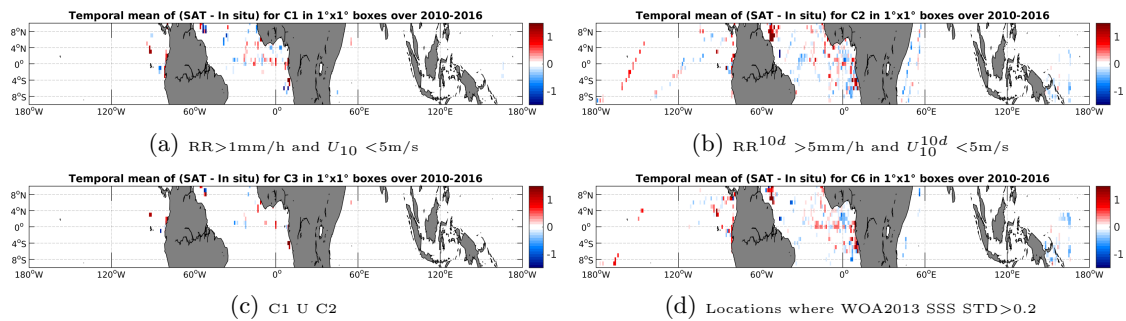 Temporal mean of (SAT - In situ) for C1 in 1°x1° boxes over 2010-2016
8°N
4°N
0°
4°S
8°S
180°W
120°W
60°W
0°
60°E
120°E
180°W
1
0
-1
(a) RR>1mm/h and U10 <5m/s
Temporal mean of (SAT - In situ) for C2 in 1°x1° boxes over 2010-2016
8°N
4°N
0°
4°S
8°S
180°W
120°W
60°W
0°
60°E
120°E
180°W
1
0
-1
(b) RR^10d >5mm/h and U10^10d <5m/s
Temporal mean of (SAT - In situ) for C3 in 1°x1° boxes over 2010-2016
8°N
4°N
0°
4°S
8°S
180°W
120°W
60°W
0°
60°E
120°E
180°W
1
0
-1
(c) C1 U C2
Temporal mean of (SAT - In situ) for C6 in 1°x1° boxes over 2010-2016
8°N
4°N
0°
4°S
8°S
180°W
120°W
60°W
0°
60°E
120°E
180°W
1
0
-1
(d) Locations where WOA2013 SSS STD>0.2